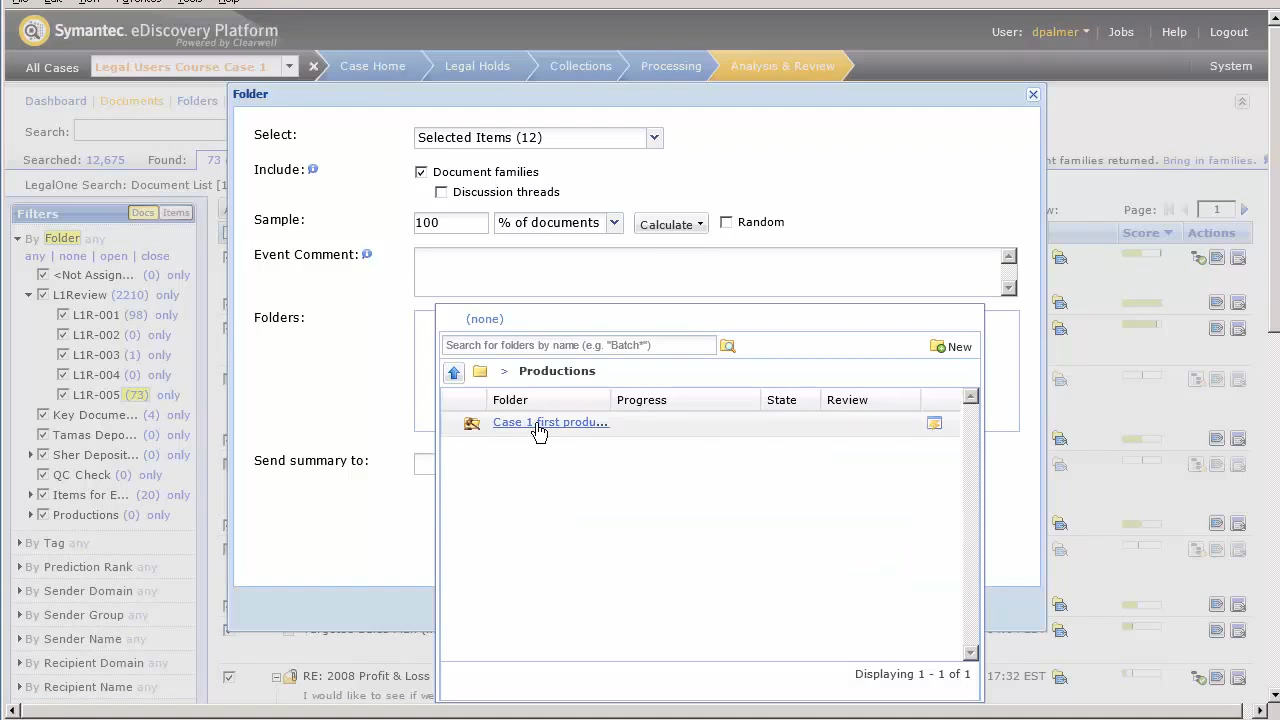 File Edit View Favorites Tools Help
Symantec. eDiscovery Platform
Powered by Clearwell
User: dpalmer Jobs Help Logout
All Cases Legal Users Course Case 1 Case Home Legal Holds Collections Processing Analysis & Review System
Dashboard | Documents | Folders
Folder
Search:
Searched: 12,675 Found: 73
families returned. Bring in families.
LegalOne Search: Document List [1
Page: 1
Filters Docs Items
Score Actions
By Folder any
any | none | open | close
<Not Assign... (0) only
L1Review (2210) only
L1R-001 (98) only
L1R-002 (0) only
L1R-003 (1) only
L1R-004 (0) only
L1R-005 (73) only
Key Docume... (4) only
Tamas Depo... (0) only
Sher Deposit... (0) only
QC Check (0) only
Items for E... (20) only
Productions (0) only
By Tag any
By Prediction Rank any
By Sender Domain any
By Sender Group any
By Sender Name any
By Recipient Domain any
By Recipient Name any
Select: Selected Items (12)
Include: Document families
Discussion threads
Sample: 100 % of documents Calculate Random
Event Comment:
Folders:
Send summary to:
(none)
Search for folders by name (e.g. "Batch*") New
> Productions
Folder Progress State Review
Case 1 first produ...
Displaying 1 - 1 of 1
RE: 2008 Profit & Loss
17:32 EST
I would like to see if we